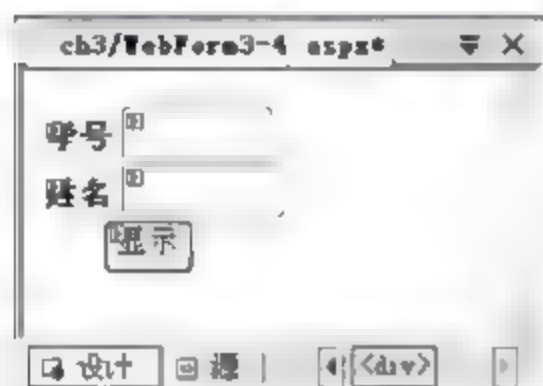 ch3/WebForm3-4.aspx*
学号
姓名
显示
设计 源 <div>